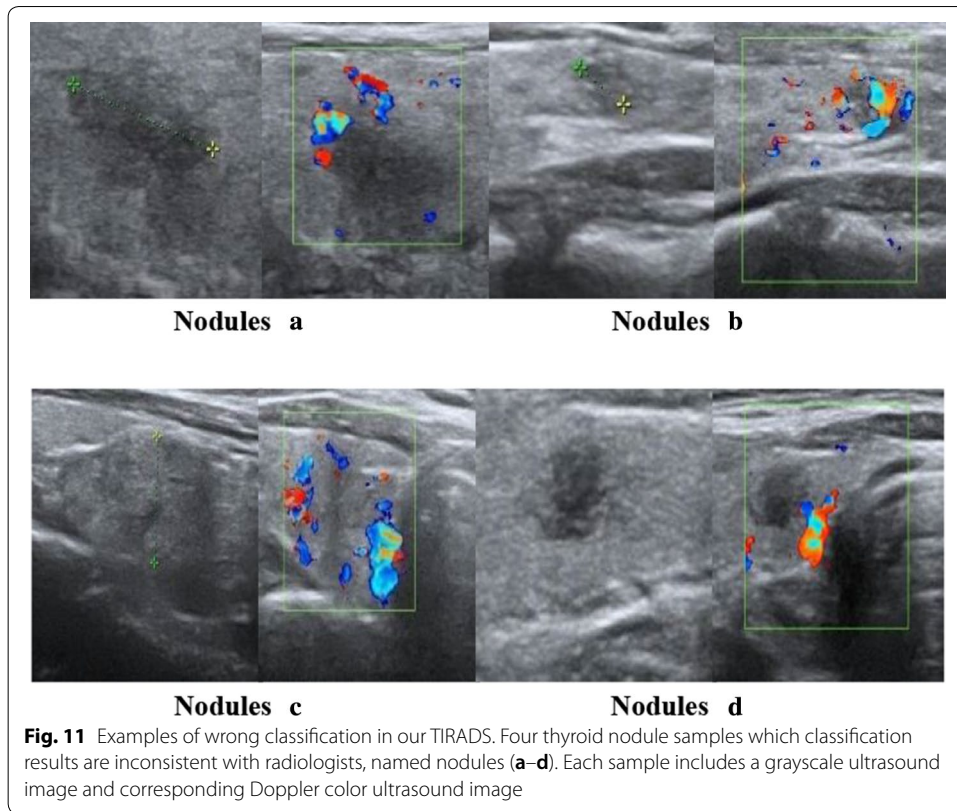 Nodules a
Nodules b
Nodules c
Nodules d
Fig. 11 Examples of wrong classification in our TIRADS. Four thyroid nodule samples which classification
results are inconsistent with radiologists, named nodules (a–d). Each sample includes a grayscale ultrasound
image and corresponding Doppler color ultrasound image